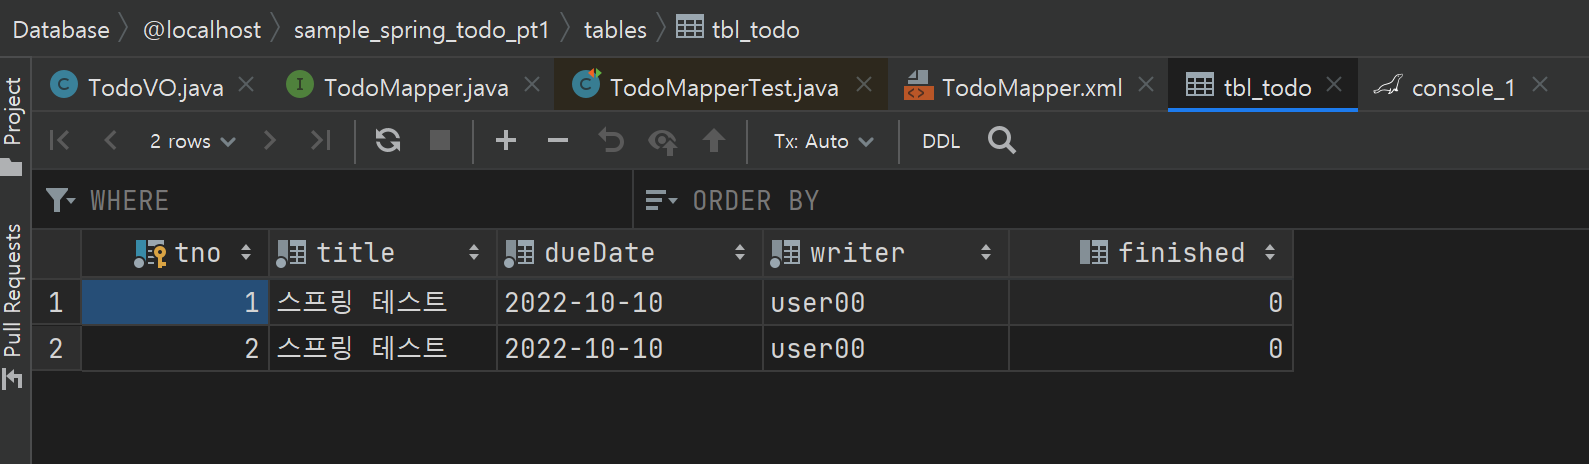 Database @localhost sample_spring_todo_pt1 tables tbl_todo
Project
Pull Requests
TodoVO.java TodoMapper.java TodoMapperTest.java TodoMapper.xml tbl_todo console_1
2 rows Tx: Auto DDL
WHERE ORDER BY
tno title dueDate writer finished
1 1 스프링 테스트 2022-10-10 user00 0
2 2 스프링 테스트 2022-10-10 user00 0